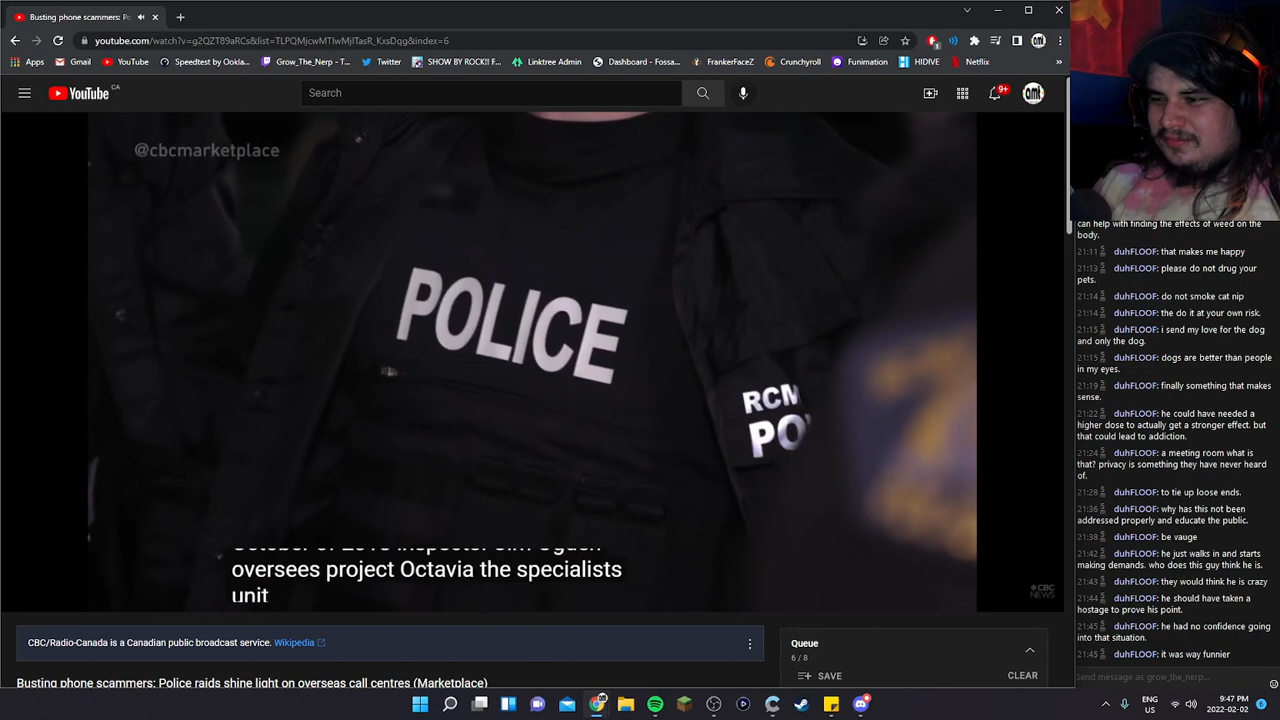 Busting phone scammers: Po
youtube.com/watch?v=g2QZT89aRCs&list=TLPQMjcwMTIwMjITasR_KxsDqg&index=6
Apps Gmail YouTube Speedtest by Ookla... Grow_The_Nerp - T... Twitter SHOW BY ROCK!! F... Linktree Admin Dashboard - Fossa... FrankerFaceZ Crunchyroll Funimation HIDIVE Netflix »
YouTube CA
Search
9+
@cbcmarketplace
POLICE
RCM
PO
oversees project Octavia the specialists
unit
CBC NEWS
CBC/Radio-Canada is a Canadian public broadcast service. Wikipedia
Queue
6 / 8
SAVE
CLEAR
Busting phone scammers: Police raids shine light on overseas call centres (Marketplace)
can help with finding the effects of weed on the
body.
21:11 duhFLOOF: that makes me happy
21:13 duhFLOOF: please do not drug your
pets.
21:14 duhFLOOF: do not smoke cat nip
21:14 duhFLOOF: the do it at your own risk.
21:15 duhFLOOF: i send my love for the dog
and only the dog.
21:15 duhFLOOF: dogs are better than people
in my eyes.
21:19 duhFLOOF: finally something that makes
sense.
21:22 duhFLOOF: he could have needed a
higher dose to actually get a stronger effect. but
that could lead to addiction.
21:24 duhFLOOF: a meeting room what is
that? privacy is something they have never heard
of.
21:28 duhFLOOF: to tie up loose ends.
21:36 duhFLOOF: why has this not been
addressed properly and educate the public.
21:38 duhFLOOF: be vauge
21:42 duhFLOOF: he just walks in and starts
making demands. who does this guy think he is.
21:43 duhFLOOF: they would think he is crazy
21:44 duhFLOOF: he should have taken a
hostage to prove his point.
21:45 duhFLOOF: he had no confidence going
into that situation.
21:45 duhFLOOF: it was way funnier
Send message as grow_the_nerp...
ENG
US
9:47 PM
2022-02-02
6